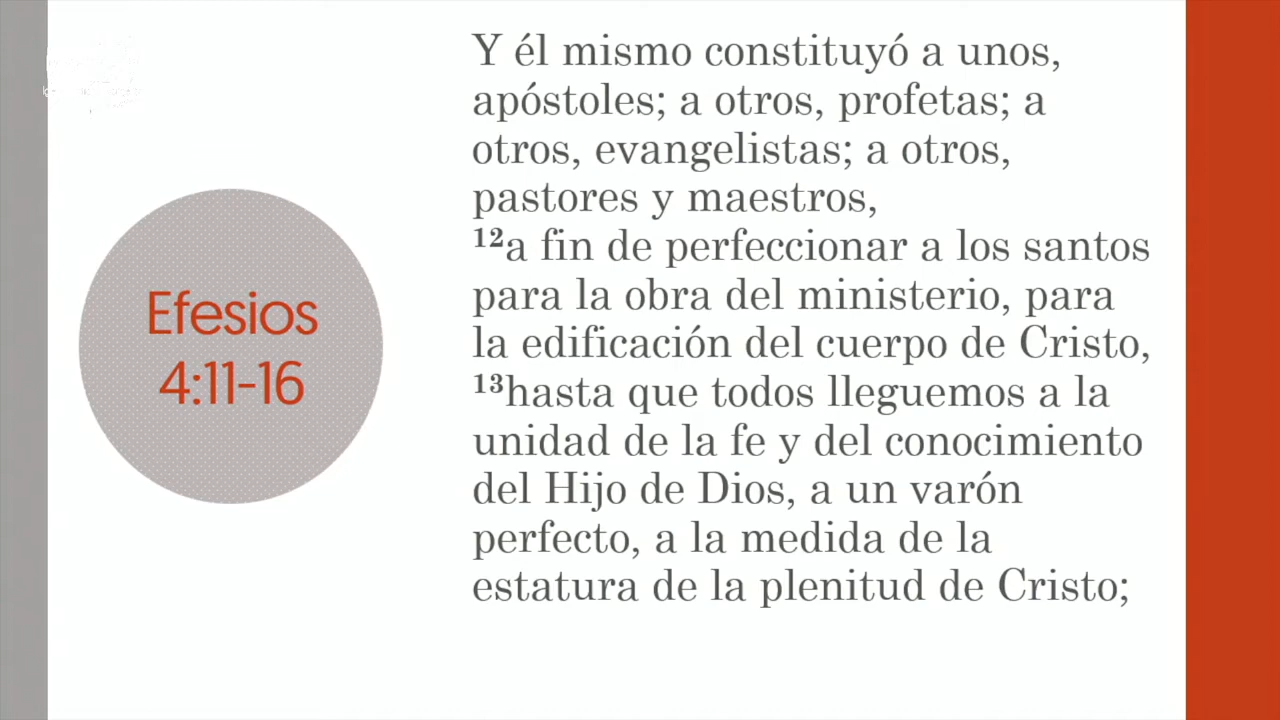 Efesios
4:11-16
Y él mismo constituyó a unos,
apóstoles; a otros, profetas; a
otros, evangelistas; a otros,
pastores y maestros,
¹²a fin de perfeccionar a los santos
para la obra del ministerio, para
la edificación del cuerpo de Cristo,
¹³hasta que todos lleguemos a la
unidad de la fe y del conocimiento
del Hijo de Dios, a un varón
perfecto, a la medida de la
estatura de la plenitud de Cristo;